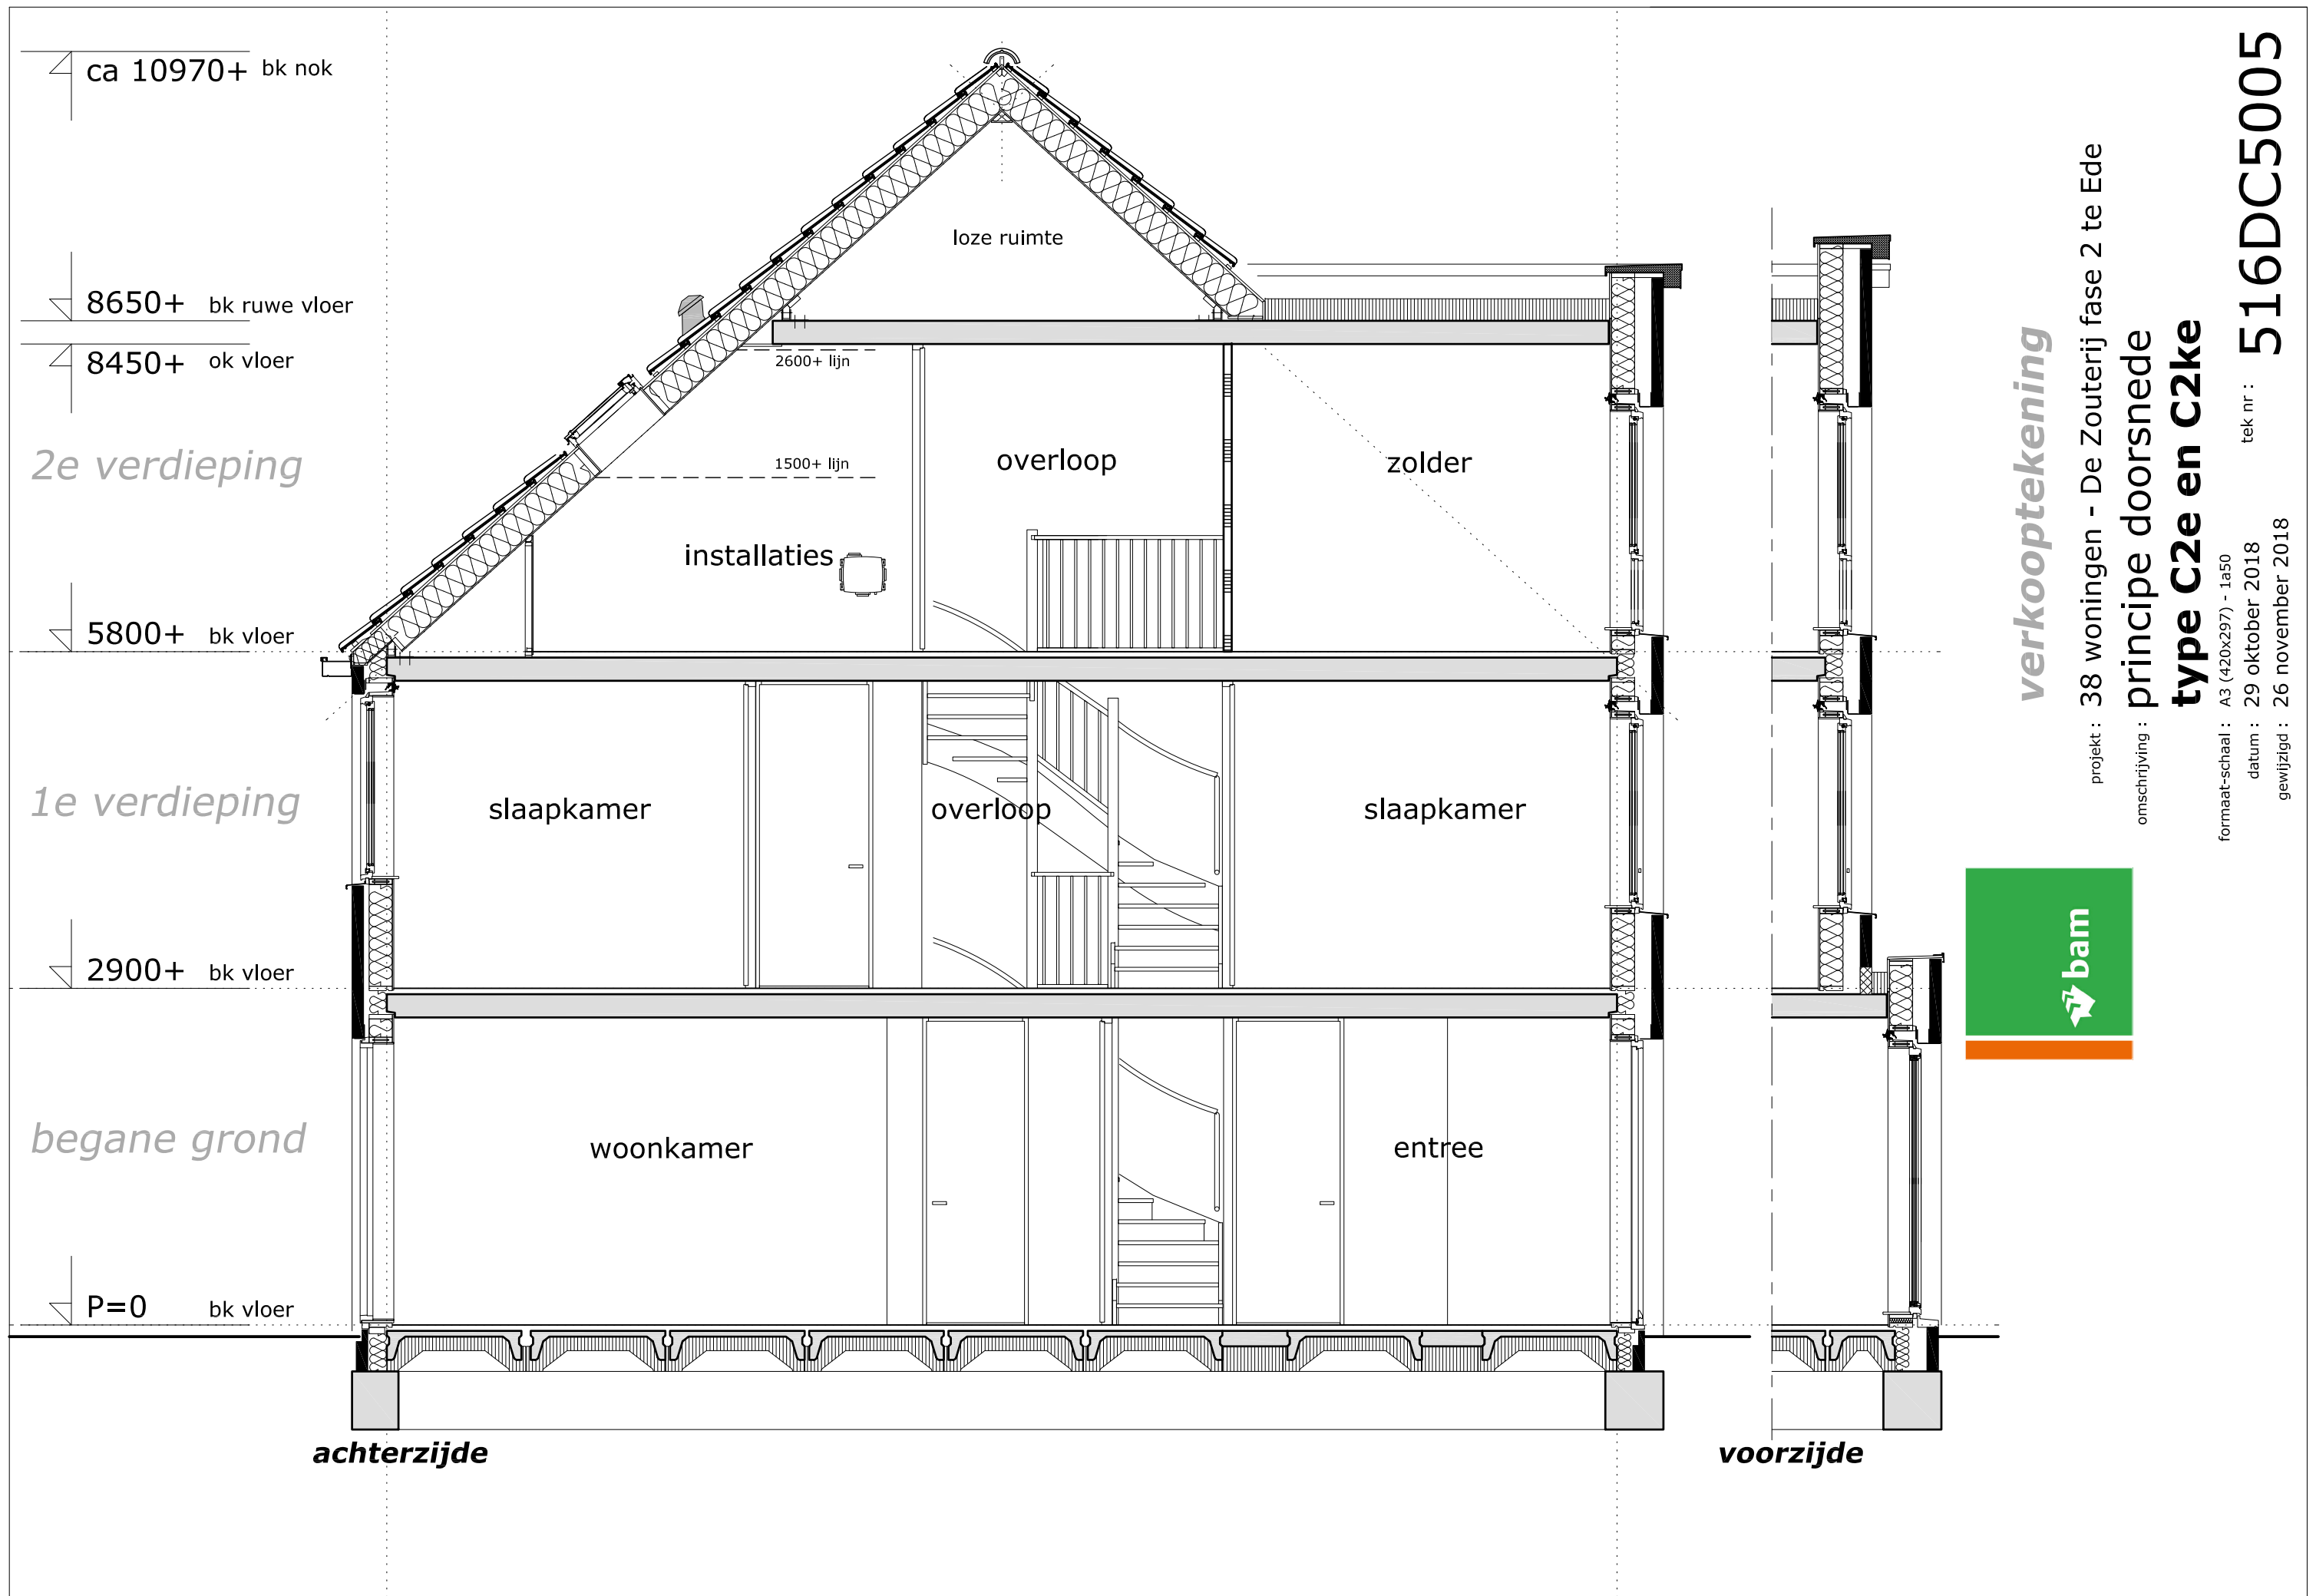 ca 10970+ bk nok
8650+ bk ruwe vloer
8450+ ok vloer
2e verdieping
5800+ bk vloer
1e verdieping
2900+ bk vloer
begane grond
P=0 bk vloer
loze ruimte
2600+ lijn
1500+ lijn
overloop
zolder
installaties
slaapkamer
overloop
slaapkamer
woonkamer
entree
achterzijde
voorzijde
verkooptekening
projekt : 38 woningen - De Zouterij fase 2 te Ede
omschrijving : principe doorsnede
type C2e en C2ke
formaat-schaal : A3 (420x297) - 1a50
datum : 29 oktober 2018
gewijzigd : 26 november 2018
tek nr : 516DC5005
bam